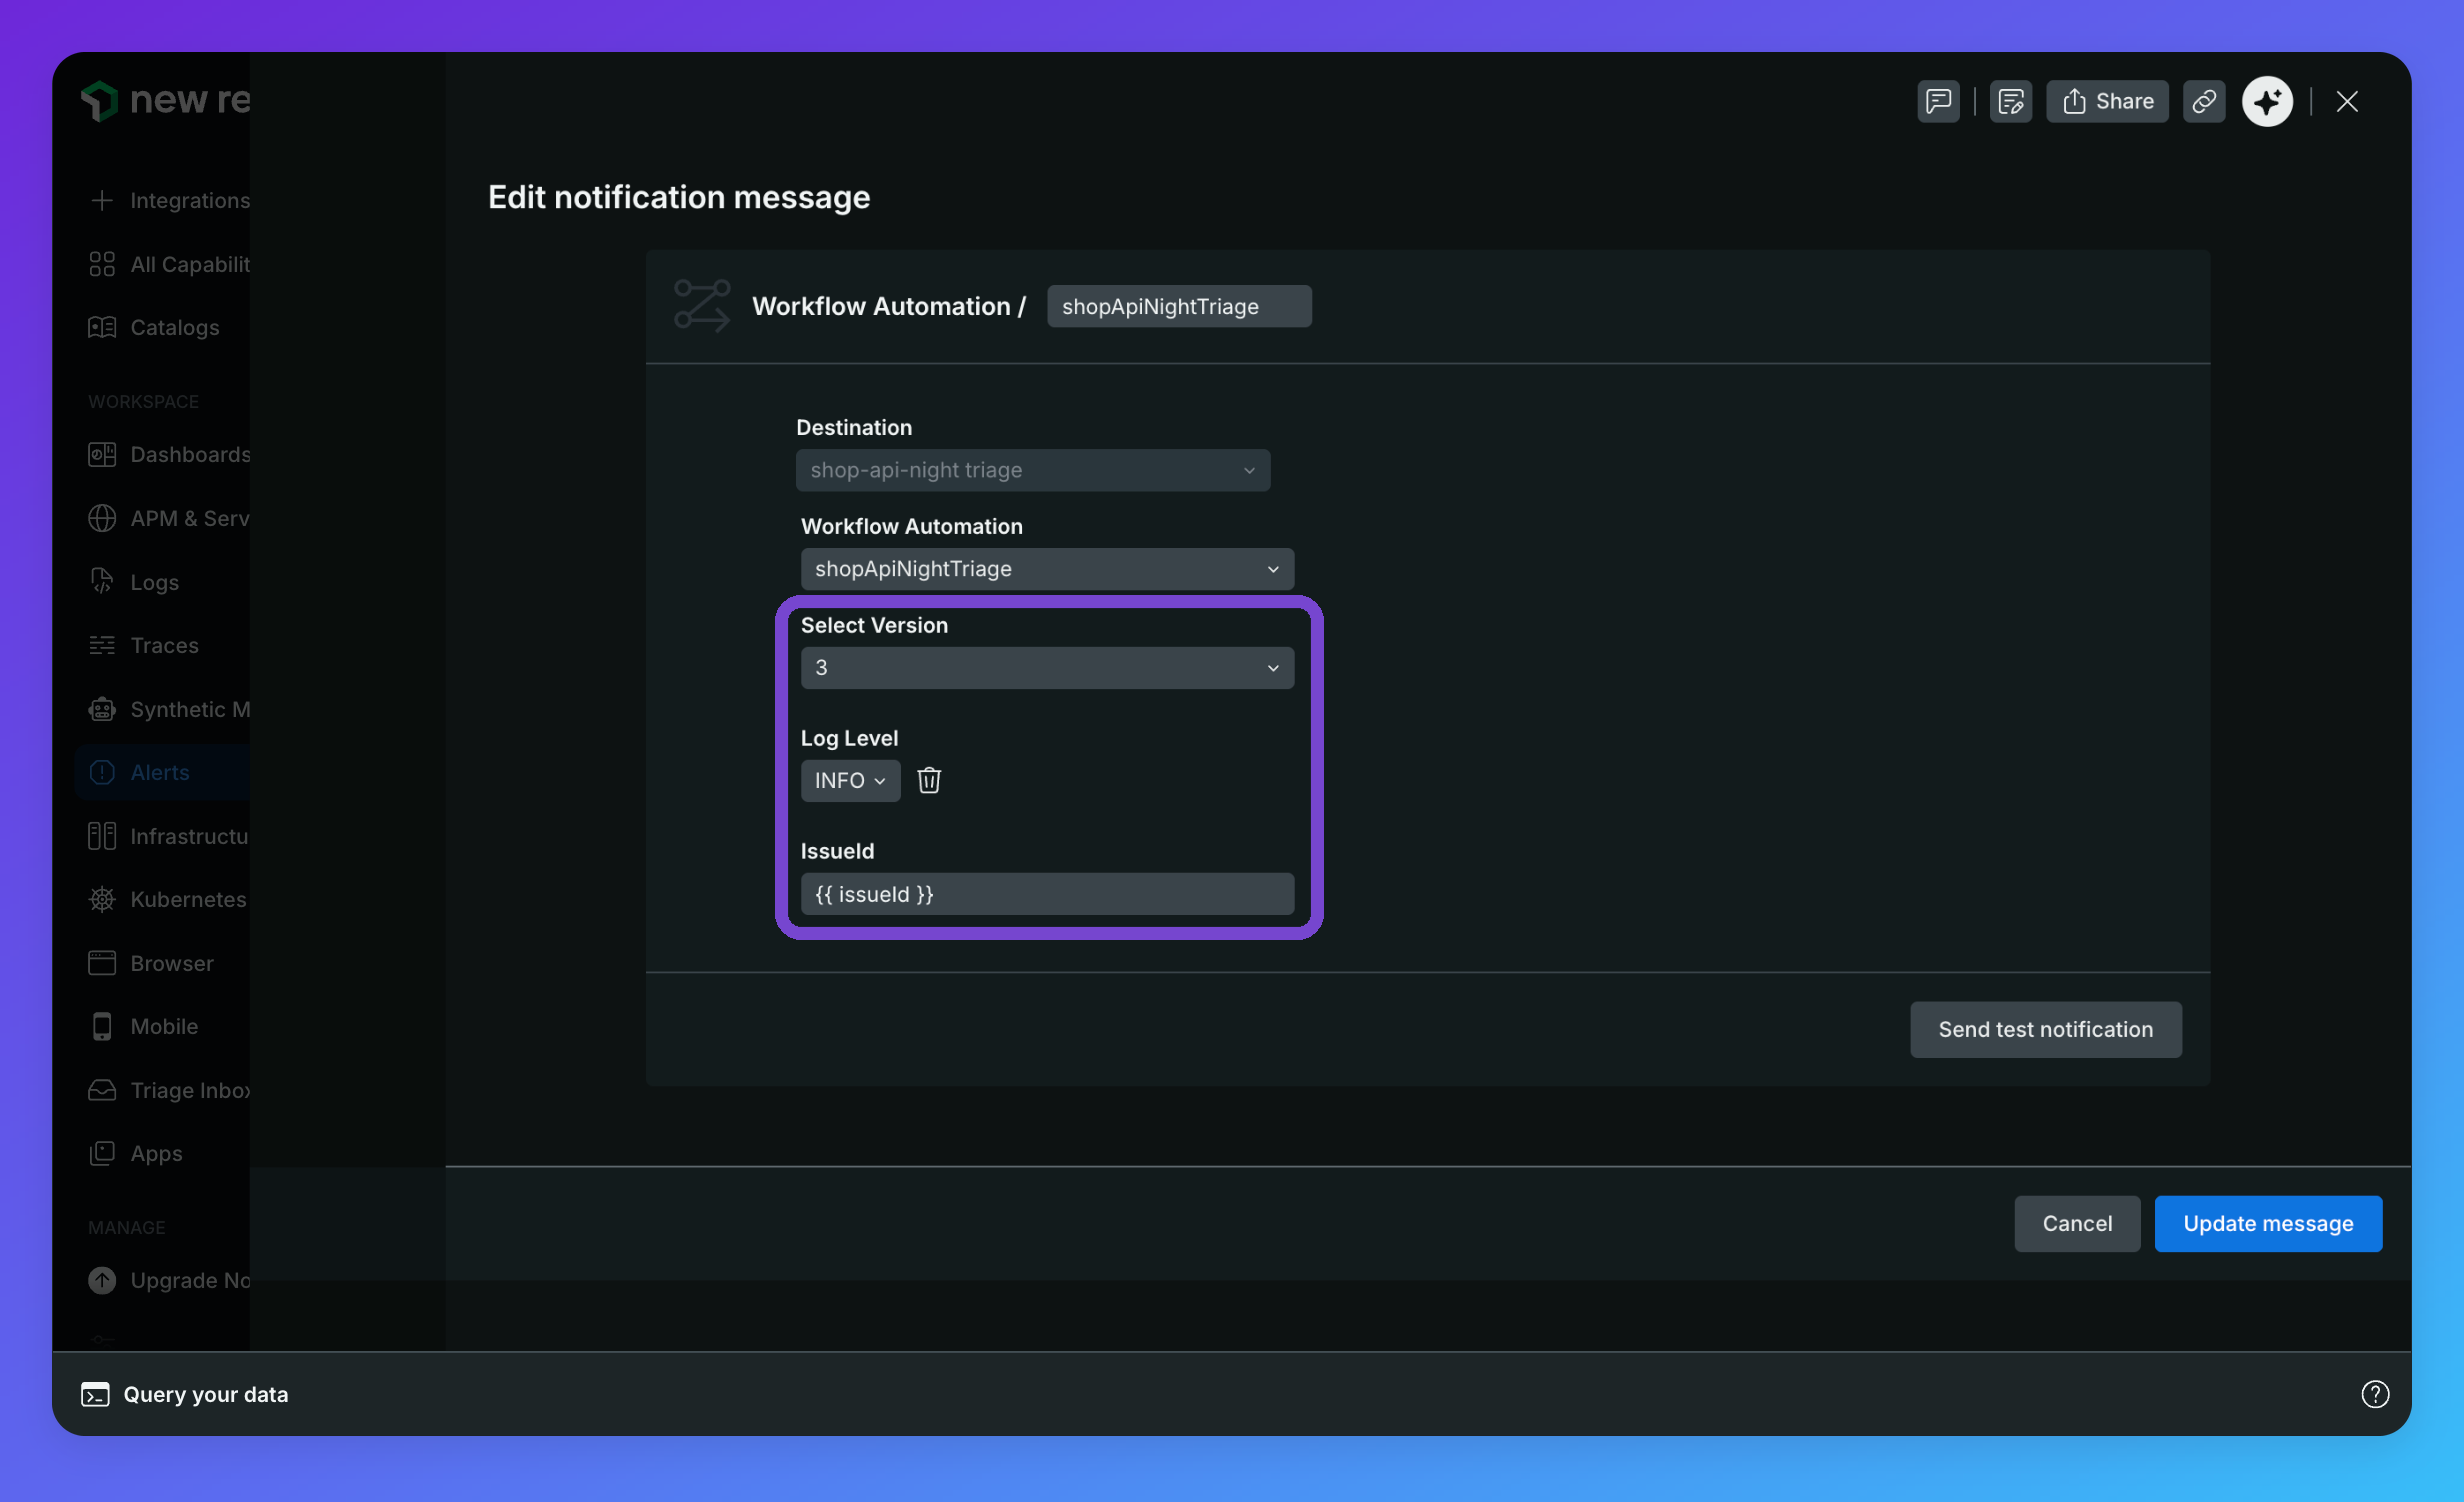 new re
Share
Integrations
All Capabilit
Catalogs
WORKSPACE
Dashboards
APM & Serv
Logs
Traces
Synthetic M
Alerts
Infrastructu
Kubernetes
Browser
Mobile
Triage Inbox
Apps
MANAGE
Upgrade No
Edit notification message
Workflow Automation /
shopApiNightTriage
Destination
shop-api-night triage
Workflow Automation
shopApiNightTriage
Select Version
3
Log Level
INFO
IssueId
{{ issueId }}
Send test notification
Cancel
Update message
Query your data